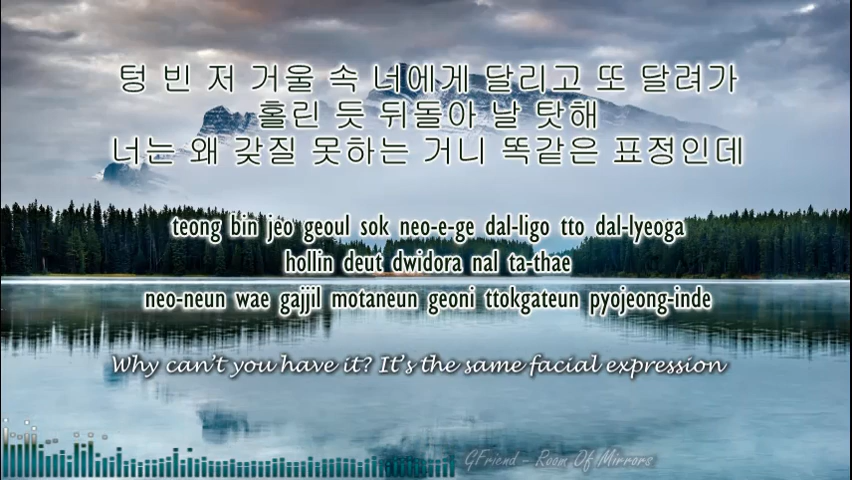 텅 빈 저 거울 속 너에게 달리고 또 달려가
홀린 듯 뒤돌아 날 탓해
너는 왜 갖질 못하는 거니 똑같은 표정인데
teong bin jeo geoul sok neo-e-ge dal-ligo tto dal-lyeoga
hollin deut dwidora nal ta-thae
neo-neun wae gajjil motaneun geoni ttokgateun pyojeong-inde
Why can't you have it? It's the same facial expression
GFriend - Room Of Mirrors